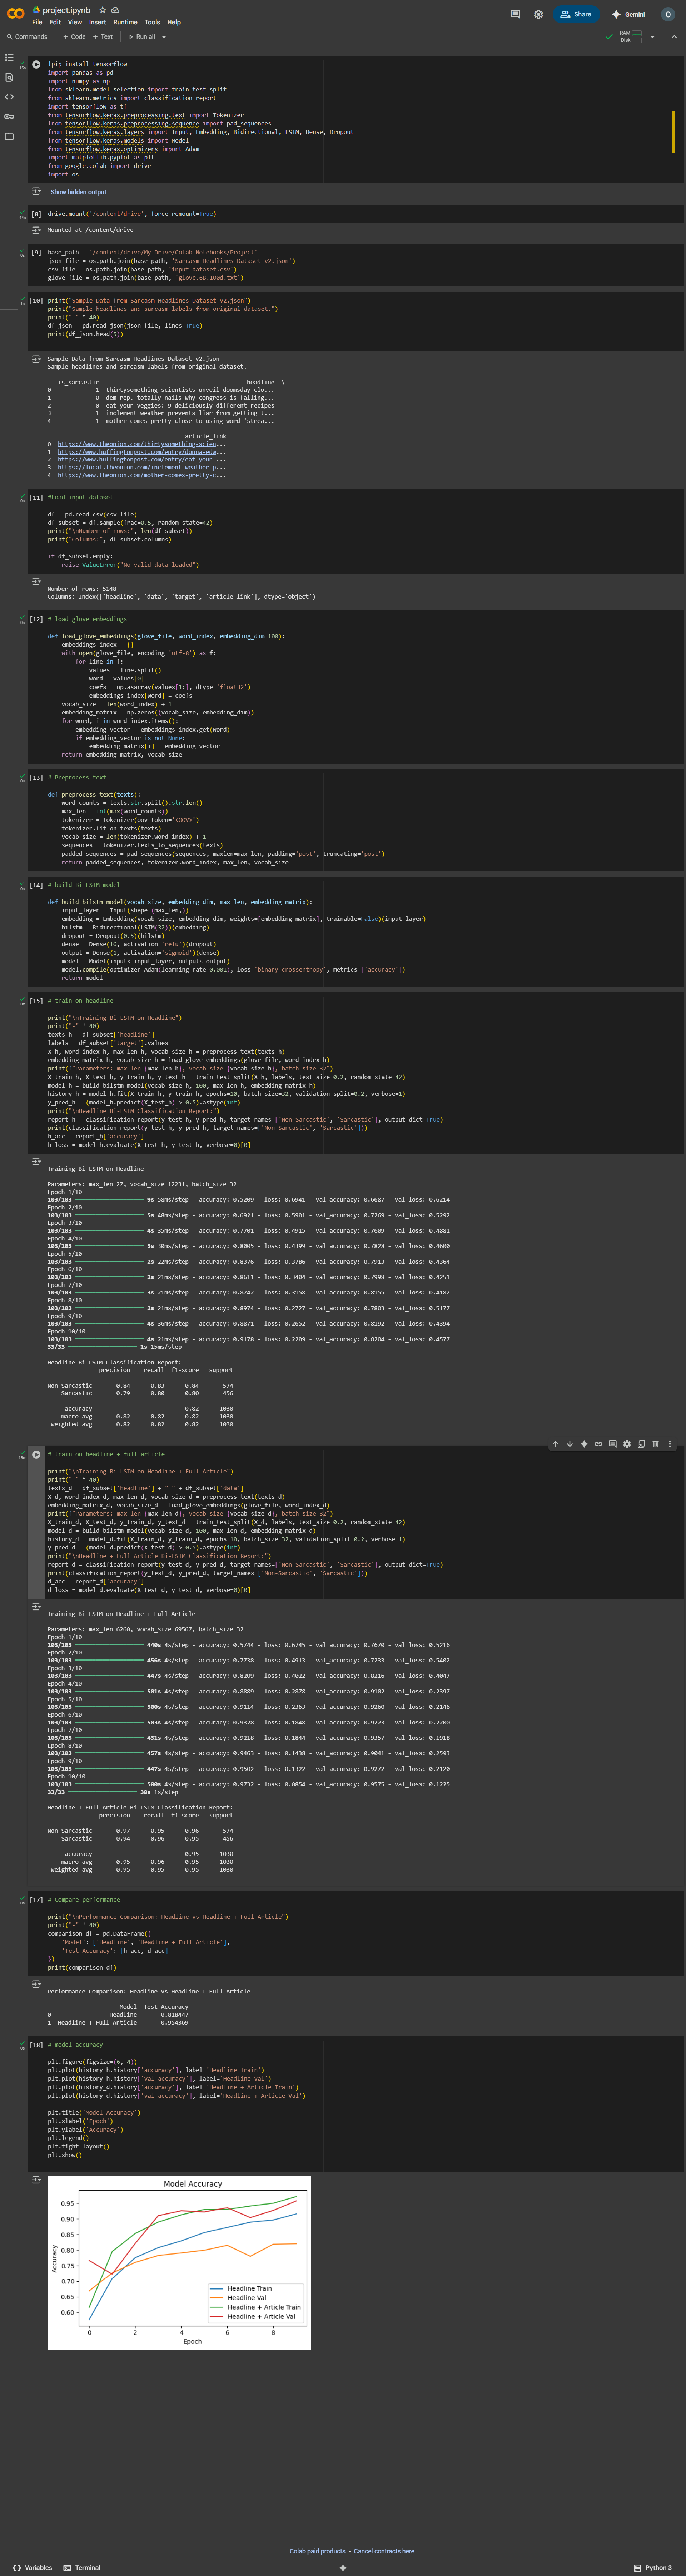 project.ipynb
File Edit View Insert Runtime Tools Help
Share
Gemini
O
Commands + Code + Text Run all
RAM
Disk
!pip install tensorflow
import pandas as pd
import numpy as np
from sklearn.model_selection import train_test_split
from sklearn.metrics import classification_report
import tensorflow as tf
from tensorflow.keras.preprocessing.text import Tokenizer
from tensorflow.keras.preprocessing.sequence import pad_sequences
from tensorflow.keras.layers import Input, Embedding, Bidirectional, LSTM, Dense, Dropout
from tensorflow.keras.models import Model
from tensorflow.keras.optimizers import Adam
import matplotlib.pyplot as plt
from google.colab import drive
import os
Show hidden output
[8] drive.mount('/content/drive', force_remount=True)
Mounted at /content/drive
[9] base_path = '/content/drive/My Drive/Colab Notebooks/Project'
json_file = os.path.join(base_path, 'Sarcasm_Headlines_Dataset_v2.json')
csv_file = os.path.join(base_path, 'input_dataset.csv')
glove_file = os.path.join(base_path, 'glove.6B.100d.txt')
[10] print("Sample Data from Sarcasm_Headlines_Dataset_v2.json")
print("Sample headlines and sarcasm labels from original dataset.")
print("-" * 40)
df_json = pd.read_json(json_file, lines=True)
print(df_json.head(5))
Sample Data from Sarcasm_Headlines_Dataset_v2.json
Sample headlines and sarcasm labels from original dataset.
----------------------------------------
is_sarcastic headline \
0 1 thirtysomething scientists unveil doomsday clo...
1 0 dem rep. totally nails why congress is falling...
2 0 eat your veggies: 9 deliciously different recipes
3 1 inclement weather prevents liar from getting t...
4 1 mother comes pretty close to using word 'strea...
article_link
0 https://www.theonion.com/thirtysomething-scien...
1 https://www.huffingtonpost.com/entry/donna-edw...
2 https://www.huffingtonpost.com/entry/eat-your-...
3 https://local.theonion.com/inclement-weather-p...
4 https://www.theonion.com/mother-comes-pretty-c...
[11] #Load input dataset
df = pd.read_csv(csv_file)
df_subset = df.sample(frac=0.5, random_state=42)
print("\nNumber of rows:", len(df_subset))
print("Columns:", df_subset.columns)
if df_subset.empty:
raise ValueError("No valid data loaded")
Number of rows: 5148
Columns: Index(['headline', 'data', 'target', 'article_link'], dtype='object')
[12] # load glove embeddings
def load_glove_embeddings(glove_file, word_index, embedding_dim=100):
embeddings_index = {}
with open(glove_file, encoding='utf-8') as f:
for line in f:
values = line.split()
word = values[0]
coefs = np.asarray(values[1:], dtype='float32')
embeddings_index[word] = coefs
vocab_size = len(word_index) + 1
embedding_matrix = np.zeros((vocab_size, embedding_dim))
for word, i in word_index.items():
embedding_vector = embeddings_index.get(word)
if embedding_vector is not None:
embedding_matrix[i] = embedding_vector
return embedding_matrix, vocab_size
[13] # Preprocess text
def preprocess_text(texts):
word_counts = texts.str.split().str.len()
max_len = int(max(word_counts))
tokenizer = Tokenizer(oov_token='<OOV>')
tokenizer.fit_on_texts(texts)
vocab_size = len(tokenizer.word_index) + 1
sequences = tokenizer.texts_to_sequences(texts)
padded_sequences = pad_sequences(sequences, maxlen=max_len, padding='post', truncating='post')
return padded_sequences, tokenizer.word_index, max_len, vocab_size
[14] # build Bi-LSTM model
def build_bilstm_model(vocab_size, embedding_dim, max_len, embedding_matrix):
input_layer = Input(shape=(max_len,))
embedding = Embedding(vocab_size, embedding_dim, weights=[embedding_matrix], trainable=False)(input_layer)
bilstm = Bidirectional(LSTM(32))(embedding)
dropout = Dropout(0.5)(bilstm)
dense = Dense(16, activation='relu')(dropout)
output = Dense(1, activation='sigmoid')(dense)
model = Model(inputs=input_layer, outputs=output)
model.compile(optimizer=Adam(learning_rate=0.001), loss='binary_crossentropy', metrics=['accuracy'])
return model
[15] # train on headline
print("\nTraining Bi-LSTM on Headline")
print("-" * 40)
texts_h = df_subset['headline']
labels = df_subset['target'].values
X_h, word_index_h, max_len_h, vocab_size_h = preprocess_text(texts_h)
embedding_matrix_h, vocab_size_h = load_glove_embeddings(glove_file, word_index_h)
print(f"Parameters: max_len={max_len_h}, vocab_size={vocab_size_h}, batch_size=32")
X_train_h, X_test_h, y_train_h, y_test_h = train_test_split(X_h, labels, test_size=0.2, random_state=42)
model_h = build_bilstm_model(vocab_size_h, 100, max_len_h, embedding_matrix_h)
history_h = model_h.fit(X_train_h, y_train_h, epochs=10, batch_size=32, validation_split=0.2, verbose=1)
y_pred_h = (model_h.predict(X_test_h) > 0.5).astype(int)
print("\nHeadline Bi-LSTM Classification Report:")
report_h = classification_report(y_test_h, y_pred_h, target_names=['Non-Sarcastic', 'Sarcastic'], output_dict=True)
print(classification_report(y_test_h, y_pred_h, target_names=['Non-Sarcastic', 'Sarcastic']))
h_acc = report_h['accuracy']
h_loss = model_h.evaluate(X_test_h, y_test_h, verbose=0)[0]
Training Bi-LSTM on Headline
----------------------------------------
Parameters: max_len=27, vocab_size=12231, batch_size=32
Epoch 1/10
103/103 9s 58ms/step - accuracy: 0.5209 - loss: 0.6941 - val_accuracy: 0.6687 - val_loss: 0.6214
Epoch 2/10
103/103 5s 48ms/step - accuracy: 0.6921 - loss: 0.5901 - val_accuracy: 0.7269 - val_loss: 0.5292
Epoch 3/10
103/103 4s 35ms/step - accuracy: 0.7701 - loss: 0.4915 - val_accuracy: 0.7609 - val_loss: 0.4881
Epoch 4/10
103/103 5s 30ms/step - accuracy: 0.8005 - loss: 0.4399 - val_accuracy: 0.7828 - val_loss: 0.4600
Epoch 5/10
103/103 2s 22ms/step - accuracy: 0.8376 - loss: 0.3786 - val_accuracy: 0.7913 - val_loss: 0.4364
Epoch 6/10
103/103 2s 21ms/step - accuracy: 0.8611 - loss: 0.3404 - val_accuracy: 0.7998 - val_loss: 0.4251
Epoch 7/10
103/103 3s 21ms/step - accuracy: 0.8742 - loss: 0.3158 - val_accuracy: 0.8155 - val_loss: 0.4182
Epoch 8/10
103/103 2s 21ms/step - accuracy: 0.8974 - loss: 0.2727 - val_accuracy: 0.7803 - val_loss: 0.5177
Epoch 9/10
103/103 4s 36ms/step - accuracy: 0.8871 - loss: 0.2652 - val_accuracy: 0.8192 - val_loss: 0.4394
Epoch 10/10
103/103 4s 21ms/step - accuracy: 0.9178 - loss: 0.2209 - val_accuracy: 0.8204 - val_loss: 0.4577
33/33 1s 15ms/step
Headline Bi-LSTM Classification Report:
precision recall f1-score support
Non-Sarcastic 0.84 0.83 0.84 574
Sarcastic 0.79 0.80 0.80 456
accuracy 0.82 1030
macro avg 0.82 0.82 0.82 1030
weighted avg 0.82 0.82 0.82 1030
# train on headline + full article
print("\nTraining Bi-LSTM on Headline + Full Article")
print("-" * 40)
texts_d = df_subset['headline'] + " " + df_subset['data']
X_d, word_index_d, max_len_d, vocab_size_d = preprocess_text(texts_d)
embedding_matrix_d, vocab_size_d = load_glove_embeddings(glove_file, word_index_d)
print(f"Parameters: max_len={max_len_d}, vocab_size={vocab_size_d}, batch_size=32")
X_train_d, X_test_d, y_train_d, y_test_d = train_test_split(X_d, labels, test_size=0.2, random_state=42)
model_d = build_bilstm_model(vocab_size_d, 100, max_len_d, embedding_matrix_d)
history_d = model_d.fit(X_train_d, y_train_d, epochs=10, batch_size=32, validation_split=0.2, verbose=1)
y_pred_d = (model_d.predict(X_test_d) > 0.5).astype(int)
print("\nHeadline + Full Article Bi-LSTM Classification Report:")
report_d = classification_report(y_test_d, y_pred_d, target_names=['Non-Sarcastic', 'Sarcastic'], output_dict=True)
print(classification_report(y_test_d, y_pred_d, target_names=['Non-Sarcastic', 'Sarcastic']))
d_acc = report_d['accuracy']
d_loss = model_d.evaluate(X_test_d, y_test_d, verbose=0)[0]
Training Bi-LSTM on Headline + Full Article
----------------------------------------
Parameters: max_len=6260, vocab_size=69567, batch_size=32
Epoch 1/10
103/103 440s 4s/step - accuracy: 0.5744 - loss: 0.6745 - val_accuracy: 0.7670 - val_loss: 0.5216
Epoch 2/10
103/103 456s 4s/step - accuracy: 0.7738 - loss: 0.4913 - val_accuracy: 0.7233 - val_loss: 0.5402
Epoch 3/10
103/103 447s 4s/step - accuracy: 0.8209 - loss: 0.4022 - val_accuracy: 0.8216 - val_loss: 0.4047
Epoch 4/10
103/103 501s 4s/step - accuracy: 0.8889 - loss: 0.2878 - val_accuracy: 0.9102 - val_loss: 0.2397
Epoch 5/10
103/103 500s 4s/step - accuracy: 0.9114 - loss: 0.2363 - val_accuracy: 0.9260 - val_loss: 0.2146
Epoch 6/10
103/103 503s 4s/step - accuracy: 0.9328 - loss: 0.1848 - val_accuracy: 0.9223 - val_loss: 0.2200
Epoch 7/10
103/103 431s 4s/step - accuracy: 0.9218 - loss: 0.1844 - val_accuracy: 0.9357 - val_loss: 0.1918
Epoch 8/10
103/103 457s 4s/step - accuracy: 0.9463 - loss: 0.1438 - val_accuracy: 0.9041 - val_loss: 0.2593
Epoch 9/10
103/103 447s 4s/step - accuracy: 0.9502 - loss: 0.1322 - val_accuracy: 0.9272 - val_loss: 0.2120
Epoch 10/10
103/103 500s 4s/step - accuracy: 0.9732 - loss: 0.0854 - val_accuracy: 0.9575 - val_loss: 0.1225
33/33 38s 1s/step
Headline + Full Article Bi-LSTM Classification Report:
precision recall f1-score support
Non-Sarcastic 0.97 0.95 0.96 574
Sarcastic 0.94 0.96 0.95 456
accuracy 0.95 1030
macro avg 0.95 0.96 0.95 1030
weighted avg 0.95 0.95 0.95 1030
[17] # Compare performance
print("\nPerformance Comparison: Headline vs Headline + Full Article")
print("-" * 40)
comparison_df = pd.DataFrame({
'Model': ['Headline', 'Headline + Full Article'],
'Test Accuracy': [h_acc, d_acc]
})
print(comparison_df)
Performance Comparison: Headline vs Headline + Full Article
----------------------------------------
Model Test Accuracy
0 Headline 0.818447
1 Headline + Full Article 0.954369
[18] # model accuracy
plt.figure(figsize=(6, 4))
plt.plot(history_h.history['accuracy'], label='Headline Train')
plt.plot(history_h.history['val_accuracy'], label='Headline Val')
plt.plot(history_d.history['accuracy'], label='Headline + Article Train')
plt.plot(history_d.history['val_accuracy'], label='Headline + Article Val')
plt.title('Model Accuracy')
plt.xlabel('Epoch')
plt.ylabel('Accuracy')
plt.legend()
plt.tight_layout()
plt.show()
Model Accuracy
0.95
0.90
0.85
0.80
0.75
0.70
0.65
0.60
Accuracy
Headline Train
Headline Val
Headline + Article Train
Headline + Article Val
0 2 4 6 8
Epoch
Colab paid products - Cancel contracts here
Variables Terminal
Python 3